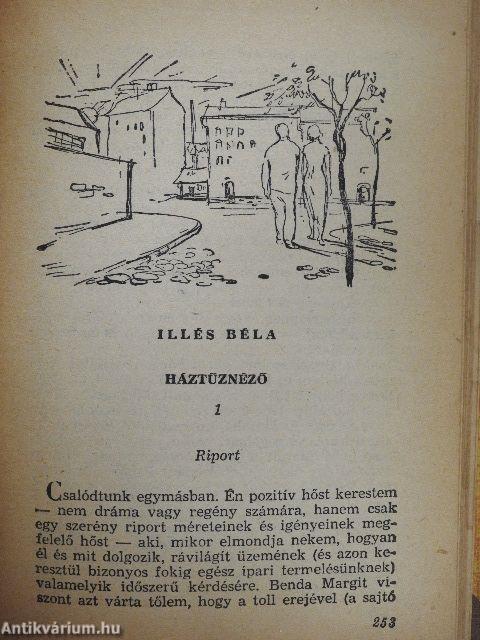 ILLÉS BÉLA
HÁZTŰZNÉZŐ
1
Riport
Csalódtunk egymásban. Én pozitív hőst kerestem
— nem dráma vagy regény számára, hanem csak
egy szerény riport méreteinek és igényeinek meg-
felelő hőst — aki, mikor elmondja nekem, hogyan
él és mit dolgozik, rávilágít üzemének (és azon ke-
resztül bizonyos fokig egész ipari termelésünknek)
valamelyik időszerű kérdésére. Benda Margit vi-
szont azt várta tőlem, hogy a toll erejével (a sajtó
253
Antikvárium.hu